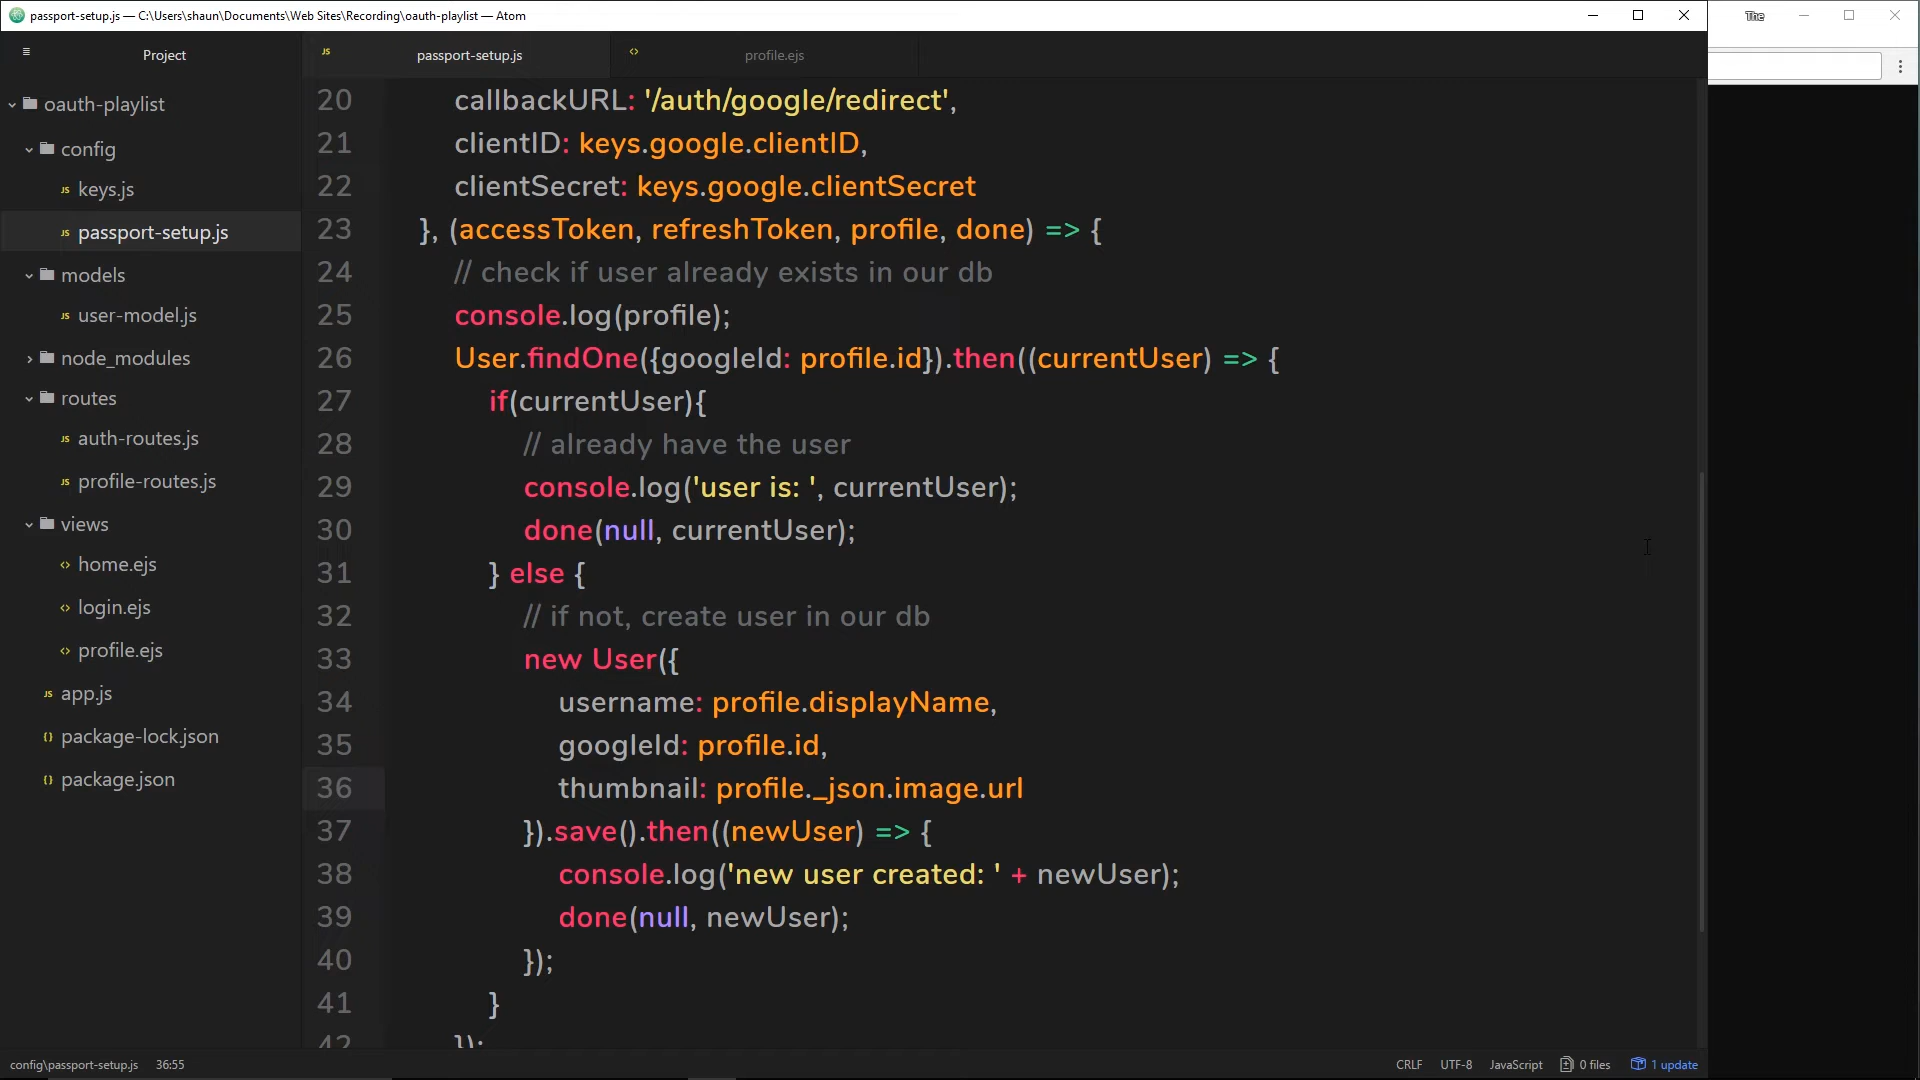 passport-setup.js — C:\Users\shaun\Documents\Web Sites\Recording\oauth-playlist — Atom
The
Project
passport-setup.js
profile.ejs
oauth-playlist
config
keys.js
passport-setup.js
models
user-model.js
node_modules
routes
auth-routes.js
profile-routes.js
views
home.ejs
login.ejs
profile.ejs
app.js
package-lock.json
package.json
20 callbackURL: '/auth/google/redirect',
21 clientID: keys.google.clientID,
22 clientSecret: keys.google.clientSecret
23 }, (accessToken, refreshToken, profile, done) => {
24 // check if user already exists in our db
25 console.log(profile);
26 User.findOne({googleId: profile.id}).then((currentUser) => {
27 if(currentUser){
28 // already have the user
29 console.log('user is: ', currentUser);
30 done(null, currentUser);
31 } else {
32 // if not, create user in our db
33 new User({
34 username: profile.displayName,
35 googleId: profile.id,
36 thumbnail: profile._json.image.url
37 }).save().then((newUser) => {
38 console.log('new user created: ' + newUser);
39 done(null, newUser);
40 });
41 }
42 });
config\passport-setup.js 36:55
CRLF UTF-8 JavaScript 0 files 1 update